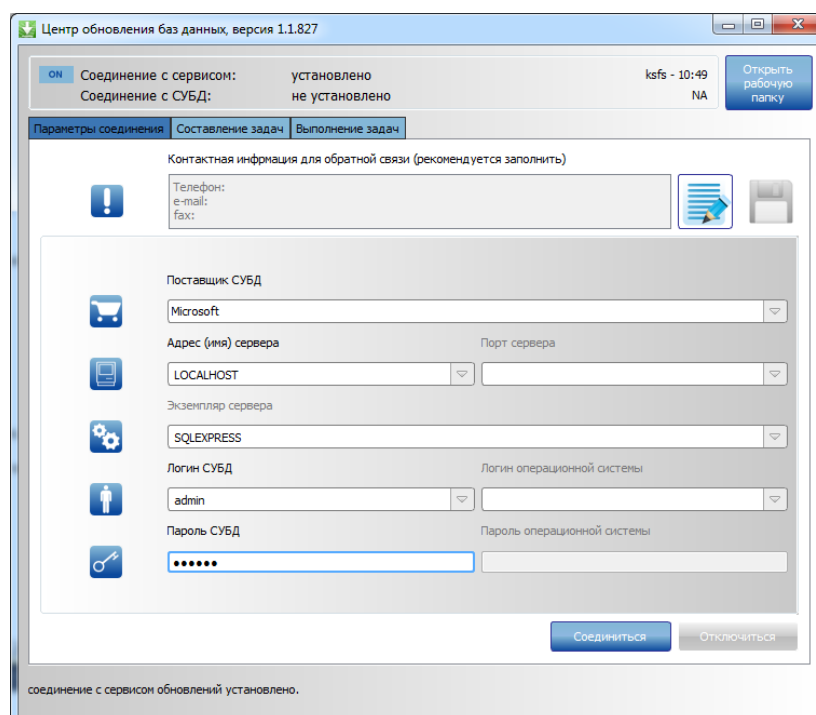 Центр обновления баз данных, версия 1.1.827
ON Соединение с сервисом: установлено ksfs - 10:49
Соединение с СУБД: не установлено NA
Открыть
рабочую
папку
Параметры соединения Составление задач Выполнение задач
Контактная инфрмация для обратной связи (рекомендуется заполнить)
Телефон:
e-mail:
fax:
Поставщик СУБД
Microsoft
Адрес (имя) сервера Порт сервера
LOCALHOST
Экземпляр сервера
SQLEXPRESS
Логин СУБД Логин операционной системы
admin
Пароль СУБД Пароль операционной системы
••••••
Соединиться Отключиться
соединение с сервисом обновлений установлено.